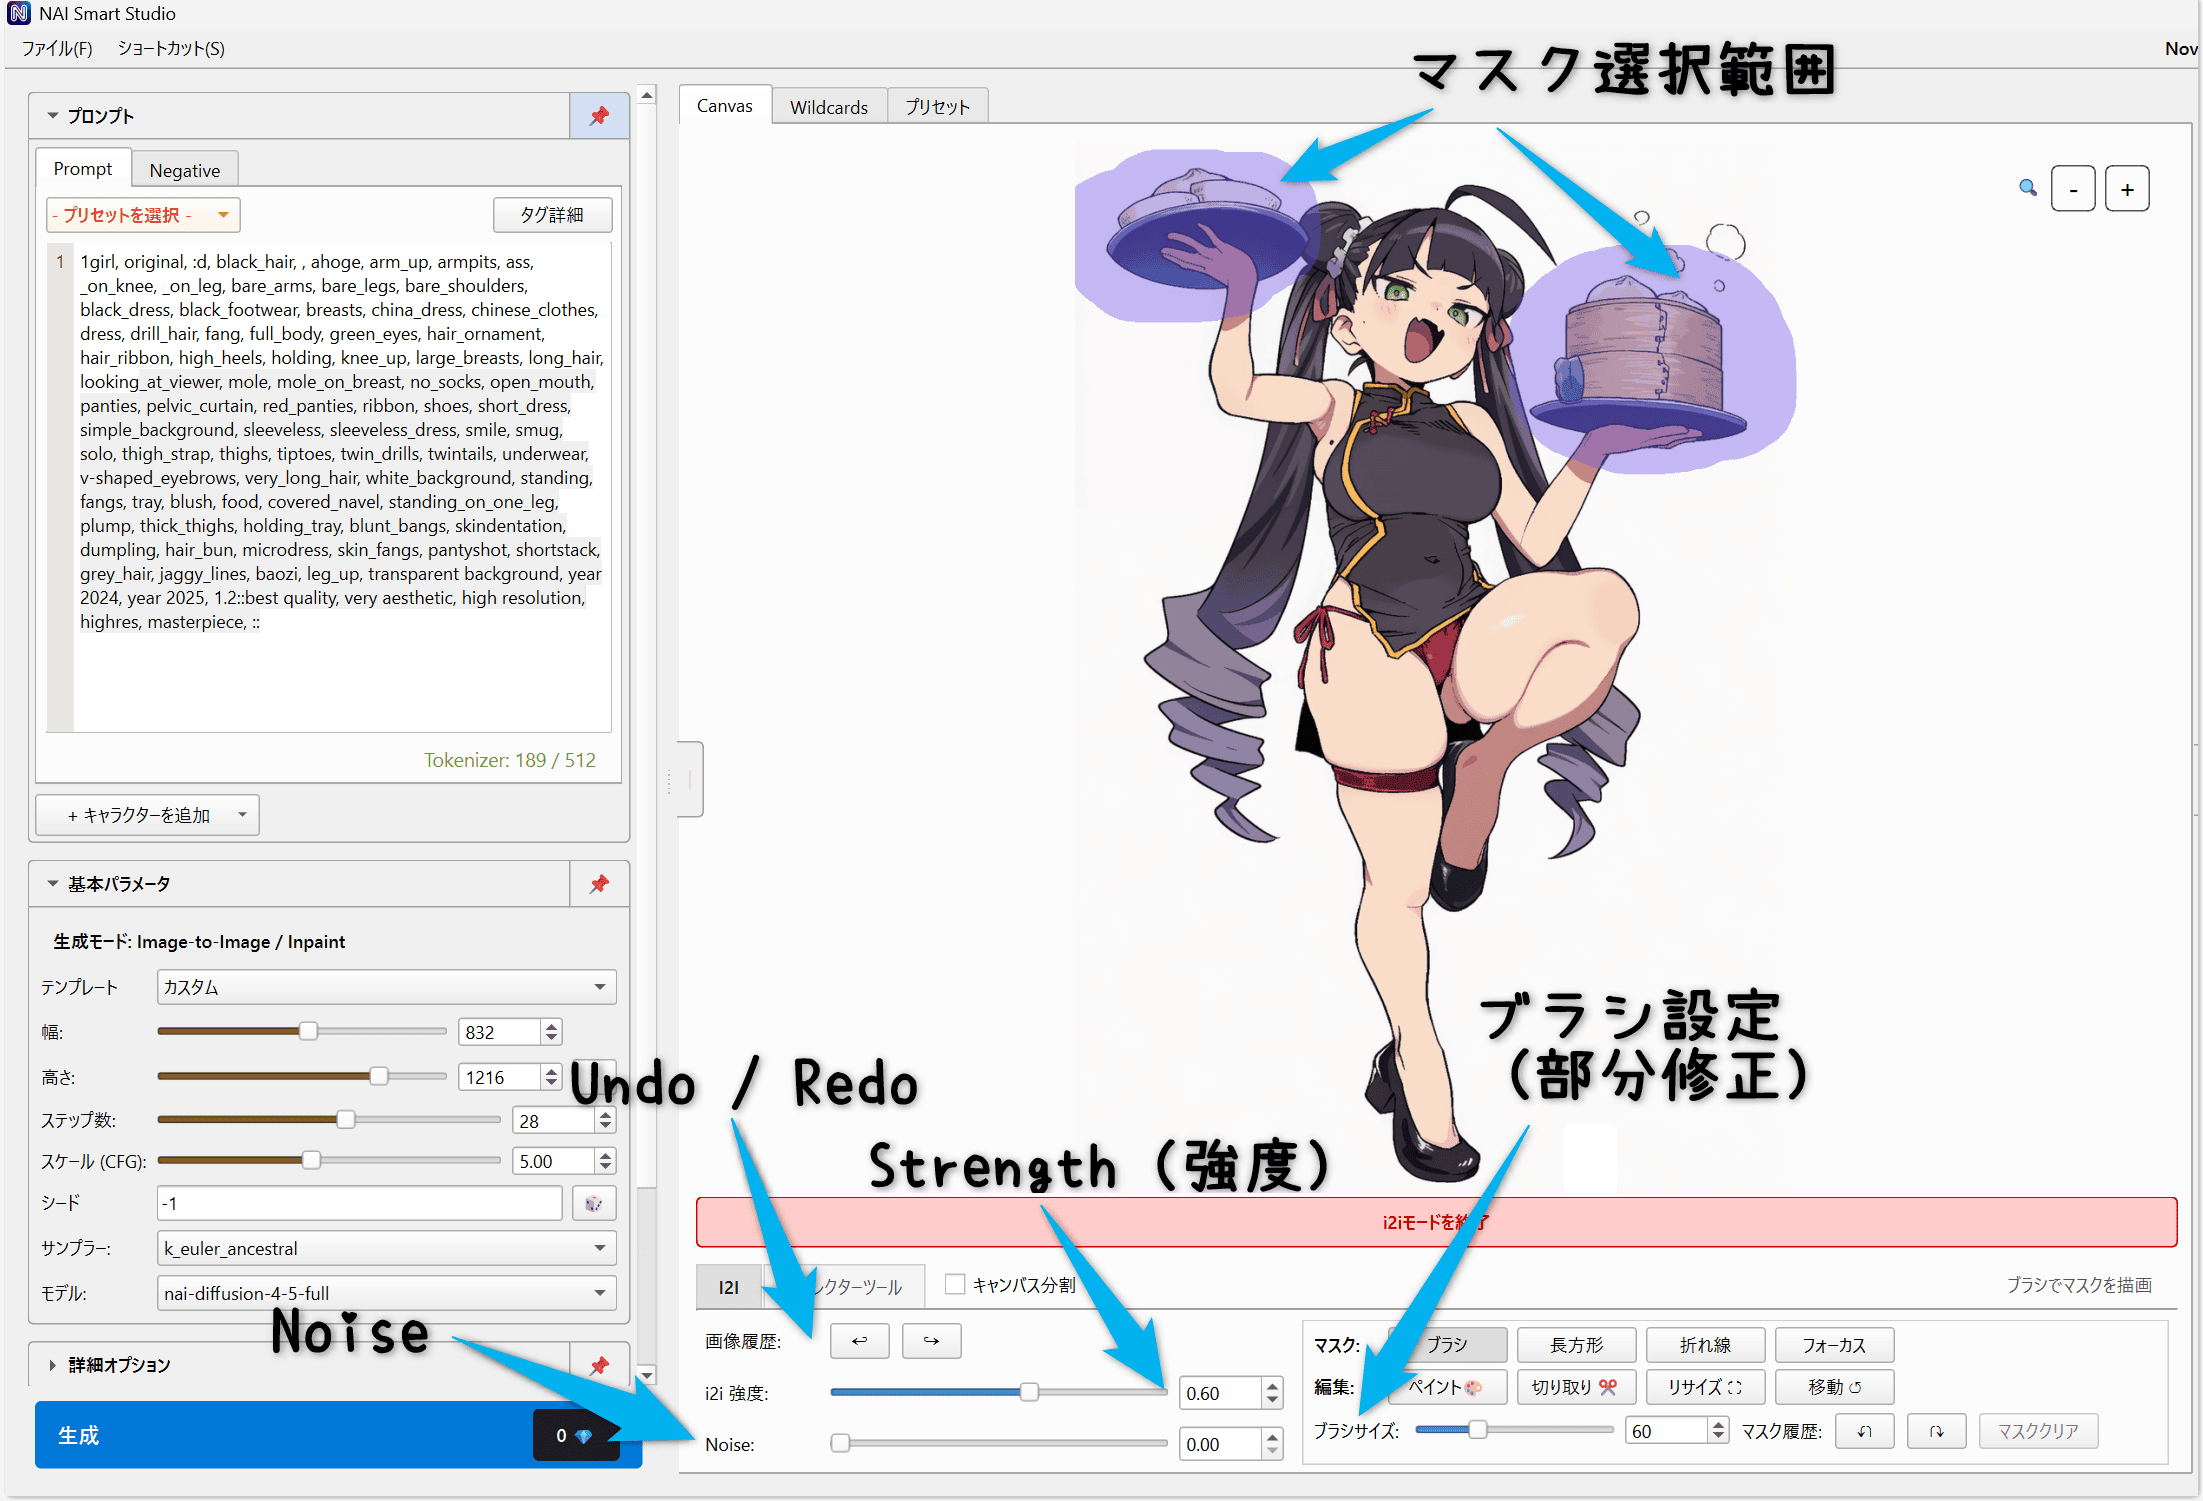 NAI Smart Studio
ファイル(F) ショートカット(S)
Nov
マスク選択範囲
プロンプト
Canvas Wildcards プリセット
Prompt Negative
- プリセットを選択 - タグ詳細
- +
1 1girl, original, :d, black_hair, , ahoge, arm_up, armpits, ass,
_on_knee, _on_leg, bare_arms, bare_legs, bare_shoulders,
black_dress, black_footwear, breasts, china_dress, chinese_clothes,
dress, drill_hair, fang, full_body, green_eyes, hair_ornament,
hair_ribbon, high_heels, holding, knee_up, large_breasts, long_hair,
looking_at_viewer, mole, mole_on_breast, no_socks, open_mouth,
panties, pelvic_curtain, red_panties, ribbon, shoes, short_dress,
simple_background, sleeveless, sleeveless_dress, smile, smug,
solo, thigh_strap, thighs, tiptoes, twin_drills, twintails, underwear,
v-shaped_eyebrows, very_long_hair, white_background, standing,
fangs, tray, blush, food, covered_navel, standing_on_one_leg,
plump, thick_thighs, holding_tray, blunt_bangs, skindentation,
dumpling, hair_bun, microdress, skin_fangs, pantyshot, shortstack,
grey_hair, jaggy_lines, baozi, leg_up, transparent background, year
2024, year 2025, 1.2::best quality, very aesthetic, high resolution,
highres, masterpiece, ::
Tokenizer: 189 / 512
+ キャラクターを追加
基本パラメータ
生成モード: Image-to-Image / Inpaint
テンプレート カスタム
幅: 832
高さ: 1216
ステップ数: 28
スケール (CFG): 5.00
シード -1
サンプラー: k_euler_ancestral
モデル: nai-diffusion-4-5-full
詳細オプション
生成 0
Undo / Redo
Strength (強度)
ブラシ設定
(部分修正)
Noise
i2iモードを終了
I2I レクターツール キャンバス分割 ブラシでマスクを描画
画像履歴: ↩ ↪
i2i 強度: 0.60
Noise: 0.00
マスク: ブラシ 長方形 折れ線 フォーカス
編集: ペイント 切り取り リサイズ 移動
ブラシサイズ: 60 マスク履歴: マスククリア